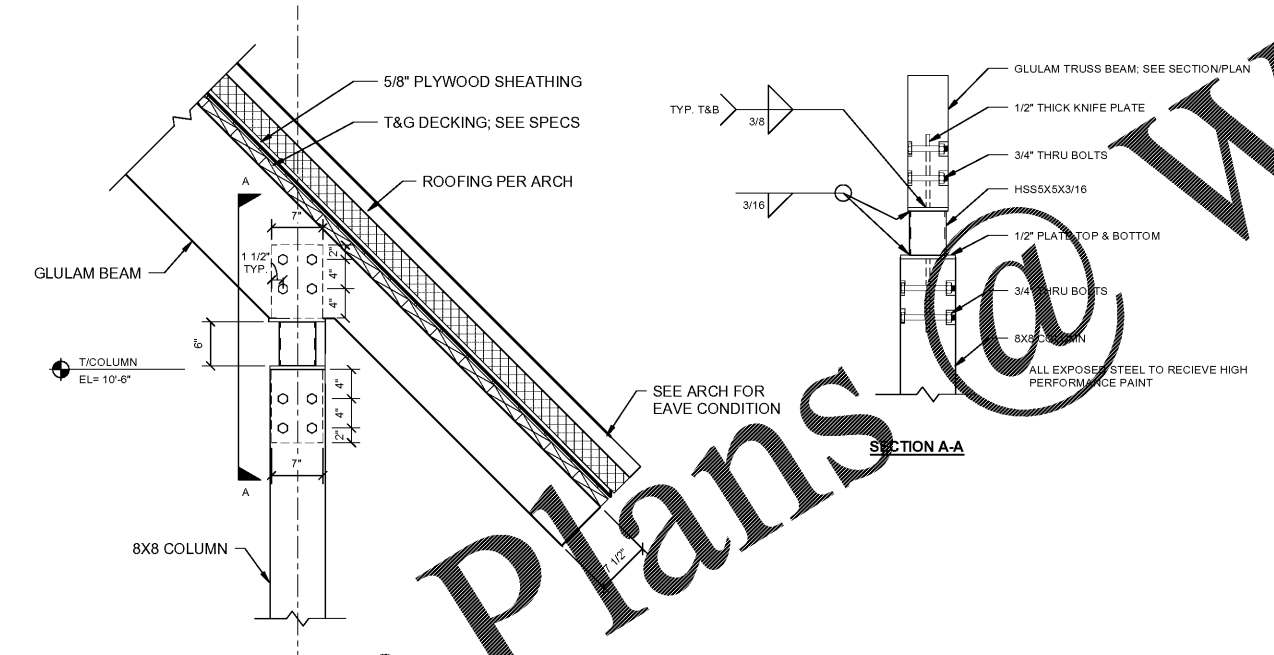 5/8" PLYWOOD SHEATHING
T&G DECKING; SEE SPECS
ROOFING PER ARCH
A
7"
1 1/2"
TYP.
2"
4"
4"
GLULAM BEAM
6"
T/COLUMN
EL= 10'-6"
4"
4"
2"
7"
A
SEE ARCH FOR
EAVE CONDITION
7 1/2"
8X8 COLUMN
TYP. T&B
3/8
3/16
GLULAM TRUSS BEAM; SEE SECTION/PLAN
1/2" THICK KNIFE PLATE
3/4" THRU BOLTS
HSS5X5X3/16
1/2" PLATE TOP & BOTTOM
3/4" THRU BOLTS
8X8 COLUMN
ALL EXPOSED STEEL TO RECIEVE HIGH
PERFORMANCE PAINT
SECTION A-A
Plans @ W